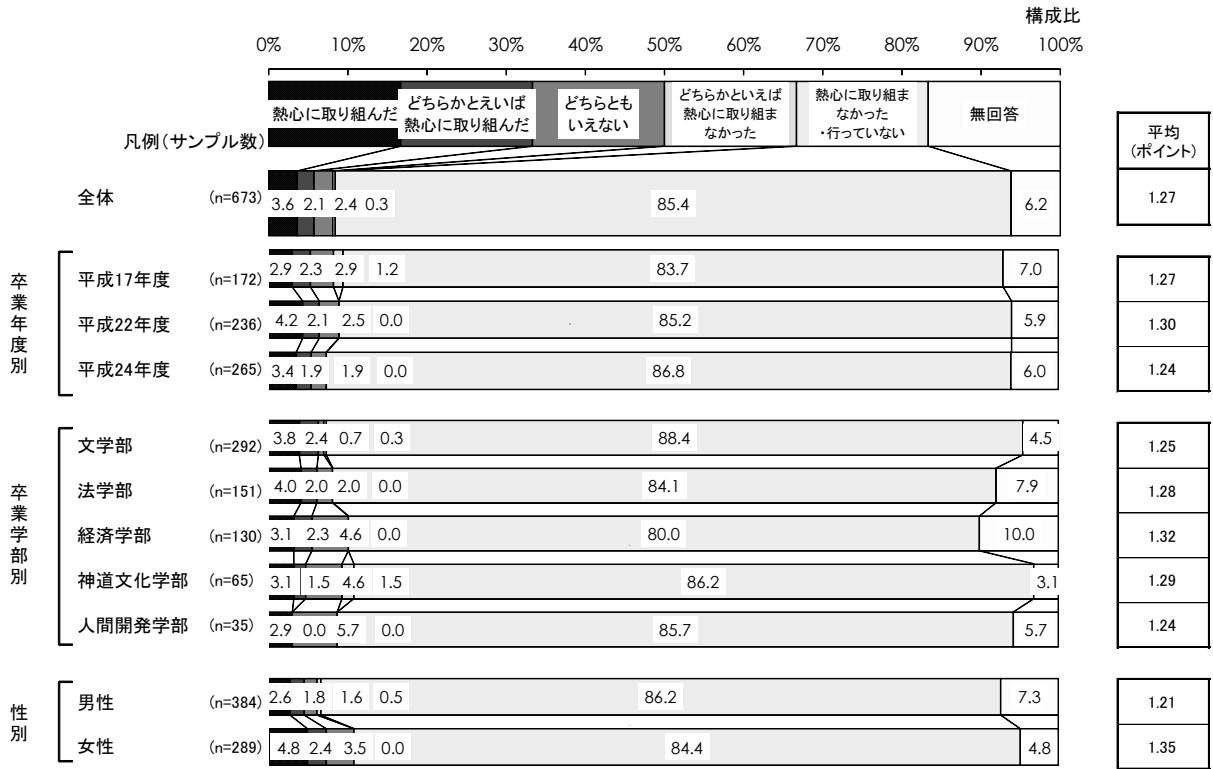 構成比
0% 10% 20% 30% 40% 50% 60% 70% 80% 90% 100%
熱心に取り組んだ
どちらかとえいば
熱心に取り組んだ
どちらとも
いえない
どちらかといえば
熱心に取り組ま
なかった
熱心に取り組ま
なかった
・行っていない
無回答
凡例(サンプル数)
平均
(ポイント)
全体 (n=673) 3.6 2.1 2.4 0.3 85.4 6.2 1.27
卒業年度別
平成17年度 (n=172) 2.9 2.3 2.9 1.2 83.7 7.0 1.27
平成22年度 (n=236) 4.2 2.1 2.5 0.0 85.2 5.9 1.30
平成24年度 (n=265) 3.4 1.9 1.9 0.0 86.8 6.0 1.24
卒業学部別
文学部 (n=292) 3.8 2.4 0.7 0.3 88.4 4.5 1.25
法学部 (n=151) 4.0 2.0 2.0 0.0 84.1 7.9 1.28
経済学部 (n=130) 3.1 2.3 4.6 0.0 80.0 10.0 1.32
神道文化学部 (n=65) 3.1 1.5 4.6 1.5 86.2 3.1 1.29
人間開発学部 (n=35) 2.9 0.0 5.7 0.0 85.7 5.7 1.24
性別
男性 (n=384) 2.6 1.8 1.6 0.5 86.2 7.3 1.21
女性 (n=289) 4.8 2.4 3.5 0.0 84.4 4.8 1.35